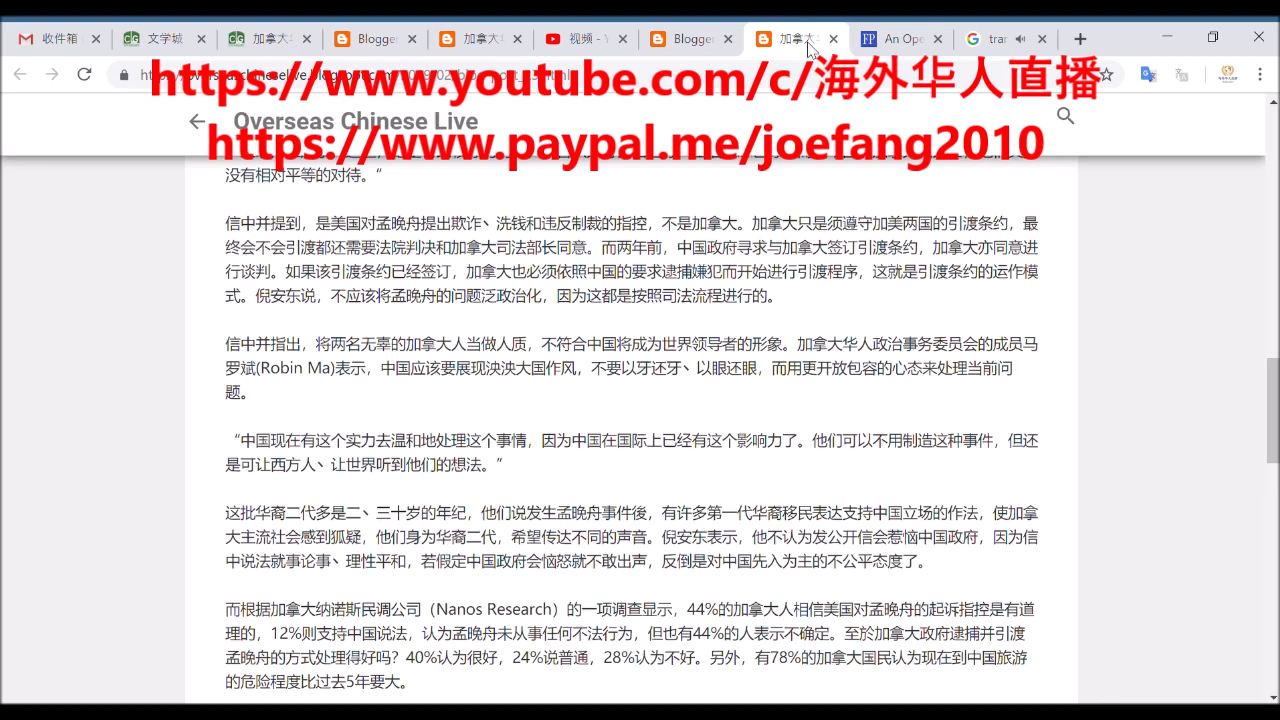 收件箱
文学城
加拿大
Blogger
加拿大
视频 - Y
Blogger
加拿大
An Ope
trar
https://www.youtube.com/c/海外华人直播
Overseas Chinese Live
https://www.paypal.me/joefang2010
没有相对平等的对待。“
信中并提到，是美国对孟晚舟提出欺诈、洗钱和违反制裁的指控，不是加拿大。加拿大只是须遵守加美两国的引渡条约，最
终会不会引渡都还需要法院判决和加拿大司法部长同意。而两年前，中国政府寻求与加拿大签订引渡条约，加拿大亦同意进
行谈判。如果该引渡条约已经签订，加拿大也必须依照中国的要求逮捕嫌犯而开始进行引渡程序，这就是引渡条约的运作模
式。倪安东说，不应该将孟晚舟的问题泛政治化，因为这都是按照司法流程进行的。
信中并指出，将两名无辜的加拿大人当做人质，不符合中国将成为世界领导者的形象。加拿大华人政治事务委员会的成员马
罗斌(Robin Ma)表示，中国应该要展现泱泱大国作风，不要以牙还牙、以眼还眼，而用更开放包容的心态来处理当前问
题。
“中国现在有这个实力去温和地处理这个事情，因为中国在国际上已经有这个影响力了。他们可以不用制造这种事件，但还
是可让西方人、让世界听到他们的想法。”
这批华裔二代多是二、三十岁的年纪，他们说发生孟晚舟事件後，有许多第一代华裔移民表达支持中国立场的作法，使加拿
大主流社会感到狐疑，他们身为华裔二代，希望传达不同的声音。倪安东表示，他不认为发公开信会惹恼中国政府，因为信
中说法就事论事、理性平和，若假定中国政府会恼怒就不敢出声，反倒是对中国先入为主的不公平态度了。
而根据加拿大纳诺斯民调公司（Nanos Research）的一项调查显示，44%的加拿大人相信美国对孟晚舟的起诉指控是有道
理的，12%则支持中国说法，认为孟晚舟未从事任何不法行为，但也有44%的人表示不确定。至於加拿大政府逮捕并引渡
孟晚舟的方式处理得好吗？40%认为很好，24%说普通，28%认为不好。另外，有78%的加拿大国民认为现在到中国旅游
的危险程度比过去5年要大。